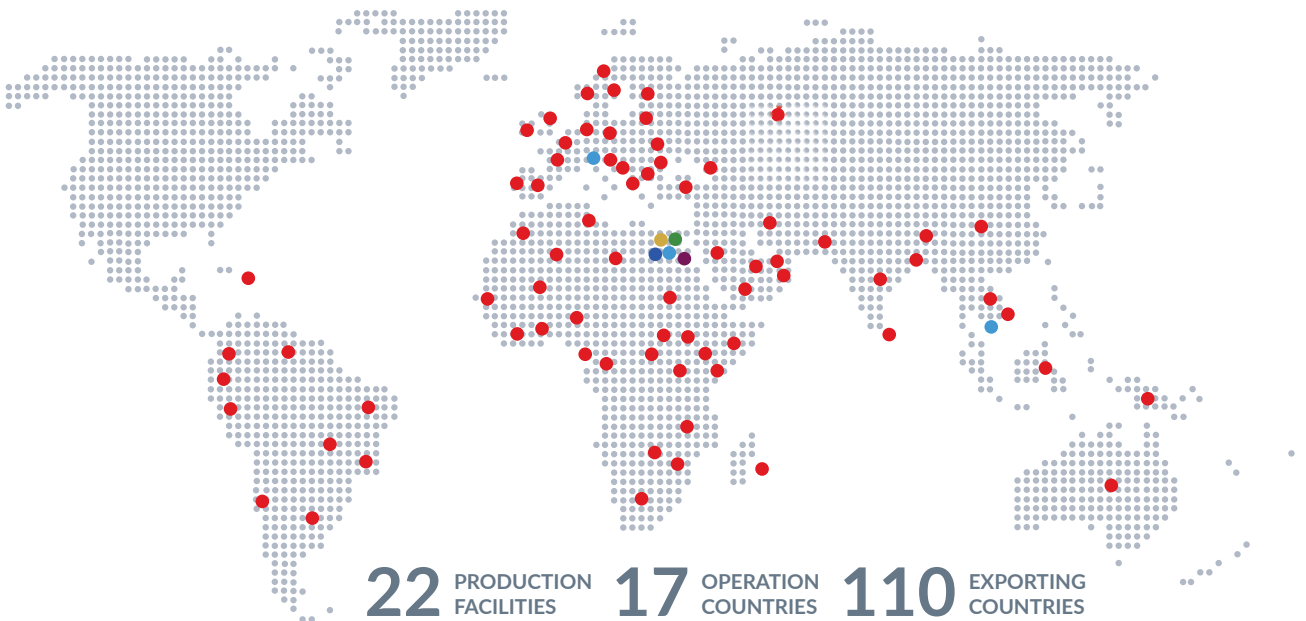 22 PRODUCTION FACILITIES
17 OPERATION COUNTRIES
110 EXPORTING COUNTRIES